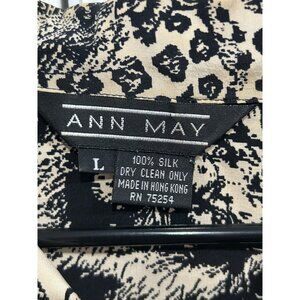 ANN MAY
L
100% SILK
DRY CLEAN ONLY
MADE IN HONG KONG
RN 75254